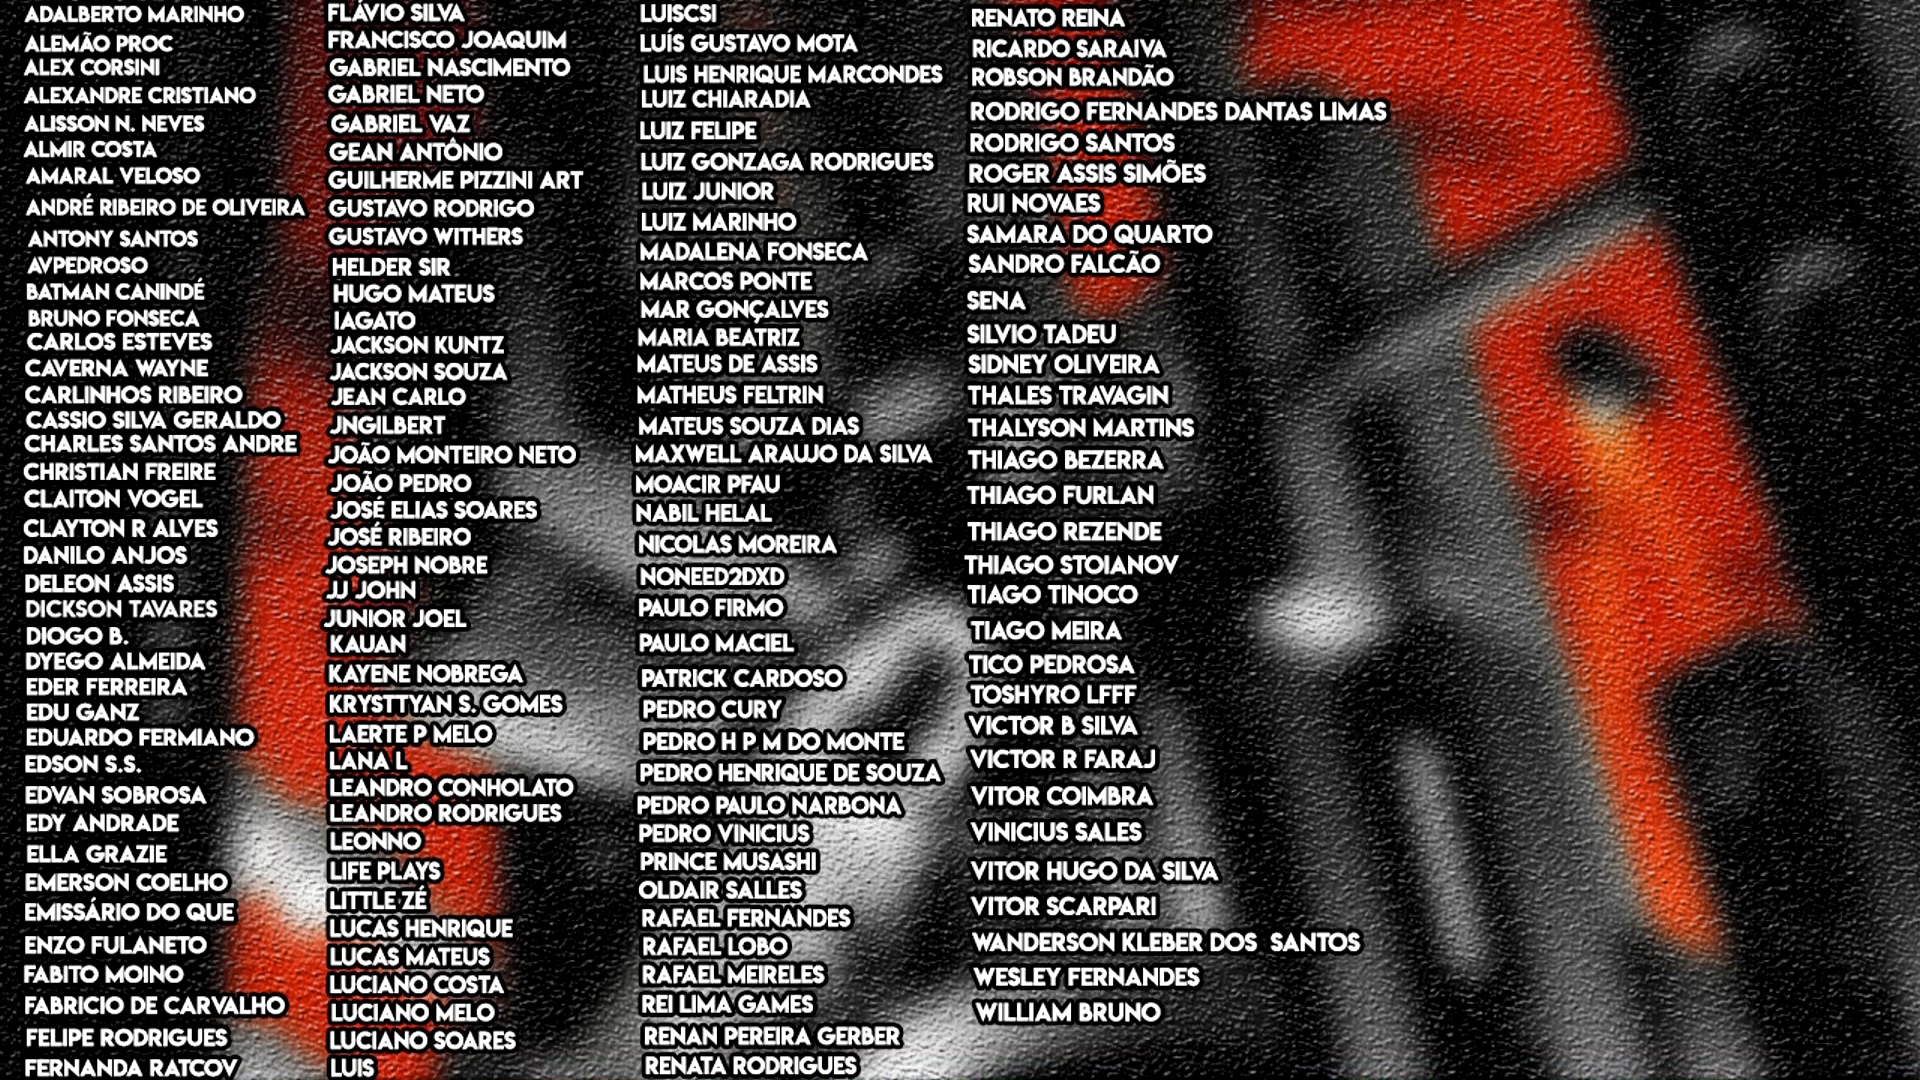 ADALBERTO MARINHO
ALEMÃO PROC
ALEX CORSINI
ALEXANDRE CRISTIANO
ALISSON N. NEVES
ALMIR COSTA
AMARAL VELOSO
ANDRÉ RIBEIRO DE OLIVEIRA
ANTONY SANTOS
AVPEDROSO
BATMAN CANINDÉ
BRUNO FONSECA
CARLOS ESTEVES
CAVERNA WAYNE
CARLINHOS RIBEIRO
CASSIO SILVA GERALDO
CHARLES SANTOS ANDRE
CHRISTIAN FREIRE
CLAITON VOGEL
CLAYTON R ALVES
DANILO ANJOS
DELEON ASSIS
DICKSON TAVARES
DIOGO B.
DYEGO ALMEIDA
EDER FERREIRA
EDU GANZ
EDUARDO FERMIANO
EDSON S.S.
EDVAN SOBROSA
EDY ANDRADE
ELLA GRAZIE
EMERSON COELHO
EMISSÁRIO DO QUE
ENZO FULANETO
FABITO MOINO
FABRICIO DE CARVALHO
FELIPE RODRIGUES
FERNANDA RATCOV
FLÁVIO SILVA
FRANCISCO JOAQUIM
GABRIEL NASCIMENTO
GABRIEL NETO
GABRIEL VAZ
GEAN ANTÔNIO
GUILHERME PIZZINI ART
GUSTAVO RODRIGO
GUSTAVO WITHERS
HELDER SIR
HUGO MATEUS
IAGATO
JACKSON KUNTZ
JACKSON SOUZA
JEAN CARLO
JNGILBERT
JOÃO MONTEIRO NETO
JOÃO PEDRO
JOSÉ ELIAS SOARES
JOSÉ RIBEIRO
JOSEPH NOBRE
JJ JOHN
JUNIOR JOEL
KAUAN
KAYENE NOBREGA
KRYSTTYAN S. GOMES
LAERTE P MELO
LANA L
LEANDRO CONHOLATO
LEANDRO RODRIGUES
LEONNO
LIFE PLAYS
LITTLE ZÉ
LUCAS HENRIQUE
LUCAS MATEUS
LUCIANO COSTA
LUCIANO MELO
LUCIANO SOARES
LUIS
LUISCSI
LUÍS GUSTAVO MOTA
LUIS HENRIQUE MARCONDES
LUIZ CHIARADIA
LUIZ FELIPE
LUIZ GONZAGA RODRIGUES
LUIZ JUNIOR
LUIZ MARINHO
MADALENA FONSECA
MARCOS PONTE
MAR GONÇALVES
MARIA BEATRIZ
MATEUS DE ASSIS
MATHEUS FELTRIN
MATEUS SOUZA DIAS
MAXWELL ARAUJO DA SILVA
MOACIR PFAU
NABIL HELAL
NICOLAS MOREIRA
NONEED2DXD
PAULO FIRMO
PAULO MACIEL
PATRICK CARDOSO
PEDRO CURY
PEDRO H P M DO MONTE
PEDRO HENRIQUE DE SOUZA
PEDRO PAULO NARBONA
PEDRO VINICIUS
PRINCE MUSASHI
OLDAIR SALLES
RAFAEL FERNANDES
RAFAEL LOBO
RAFAEL MEIRELES
REI LIMA GAMES
RENAN PEREIRA GERBER
RENATA RODRIGUES
RENATO REINA
RICARDO SARAIVA
ROBSON BRANDÃO
RODRIGO FERNANDES DANTAS LIMAS
RODRIGO SANTOS
ROGER ASSIS SIMÕES
RUI NOVAES
SAMARA DO QUARTO
SANDRO FALCÃO
SENA
SILVIO TADEU
SIDNEY OLIVEIRA
THALES TRAVAGIN
THALYSON MARTINS
THIAGO BEZERRA
THIAGO FURLAN
THIAGO REZENDE
THIAGO STOIANOV
TIAGO TINOCO
TIAGO MEIRA
TICO PEDROSA
TOSHYRO LFFF
VICTOR B SILVA
VICTOR R FARAJ
VITOR COIMBRA
VINICIUS SALES
VITOR HUGO DA SILVA
VITOR SCARPARI
WANDERSON KLEBER DOS SANTOS
WESLEY FERNANDES
WILLIAM BRUNO